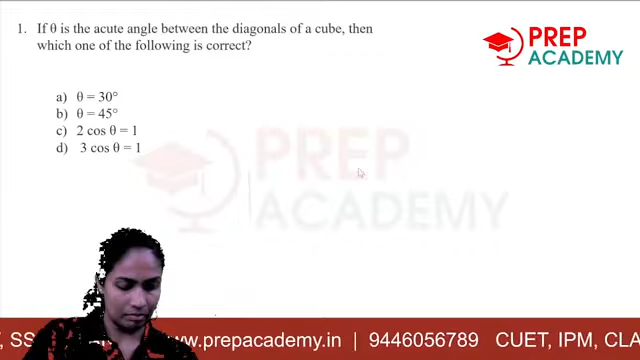 1. If θ is the acute angle between the diagonals of a cube, then
which one of the following is correct?
PREP
ACADEMY
a) θ = 30°
b) θ = 45°
c) 2 cos θ = 1
d) 3 cos θ = 1
PREP
ACADEMY
www.prepacademy.in | 9446056789 CUET, IPM, CLA